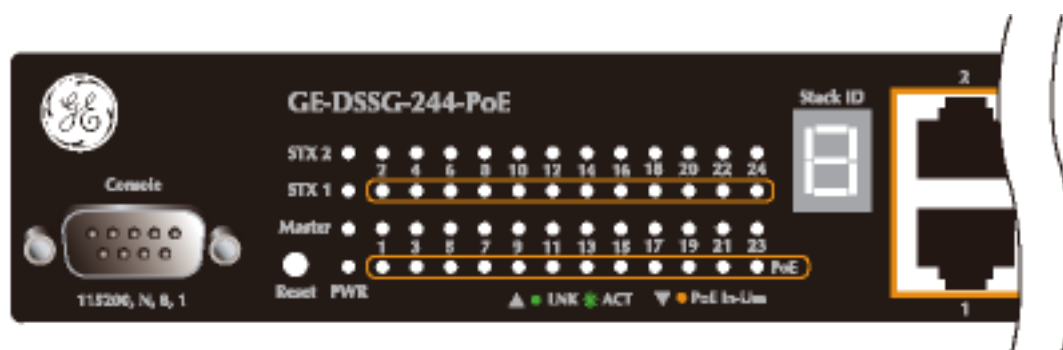 GE
GE-DSSG-244-PoE
Stack ID
2
STX 2
2 4 6 8 10 12 14 16 18 20 22 24
STX 1
Console
Master
1 3 5 7 9 11 13 15 17 19 21 23
PoE
Reset PWR
115200, N, 8, 1
LNK ACT PoE In-Use
8
1